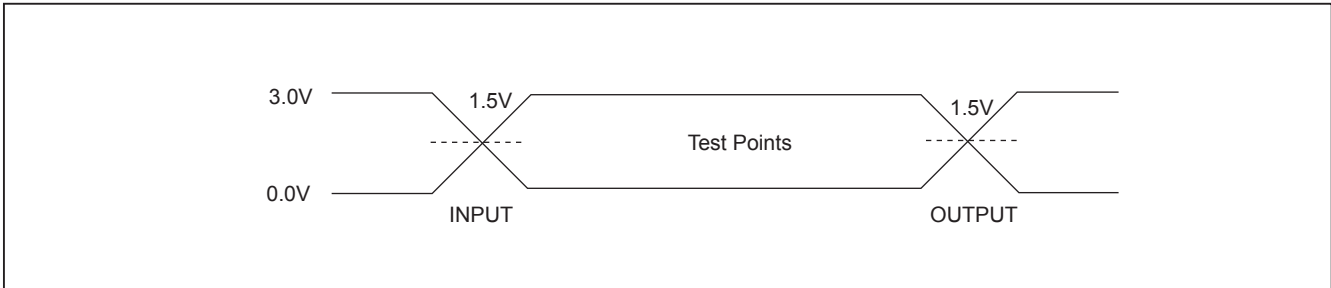 3.0V
1.5V
1.5V
Test Points
0.0V
INPUT
OUTPUT